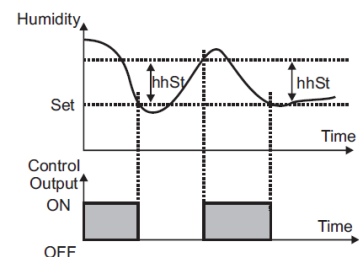 Humidity
hhSt
hhSt
Set
Time
Control
Output
ON
Time
OFF